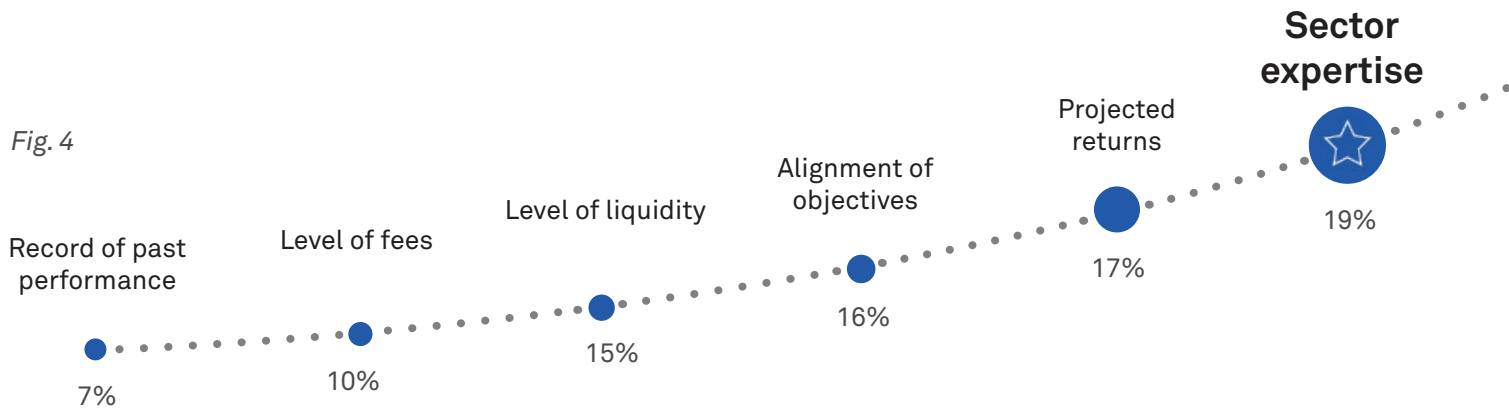 Fig. 4
Record of past
performance
7%
Level of fees
10%
Level of liquidity
15%
Alignment of
objectives
16%
Projected
returns
17%
Sector
expertise
19%